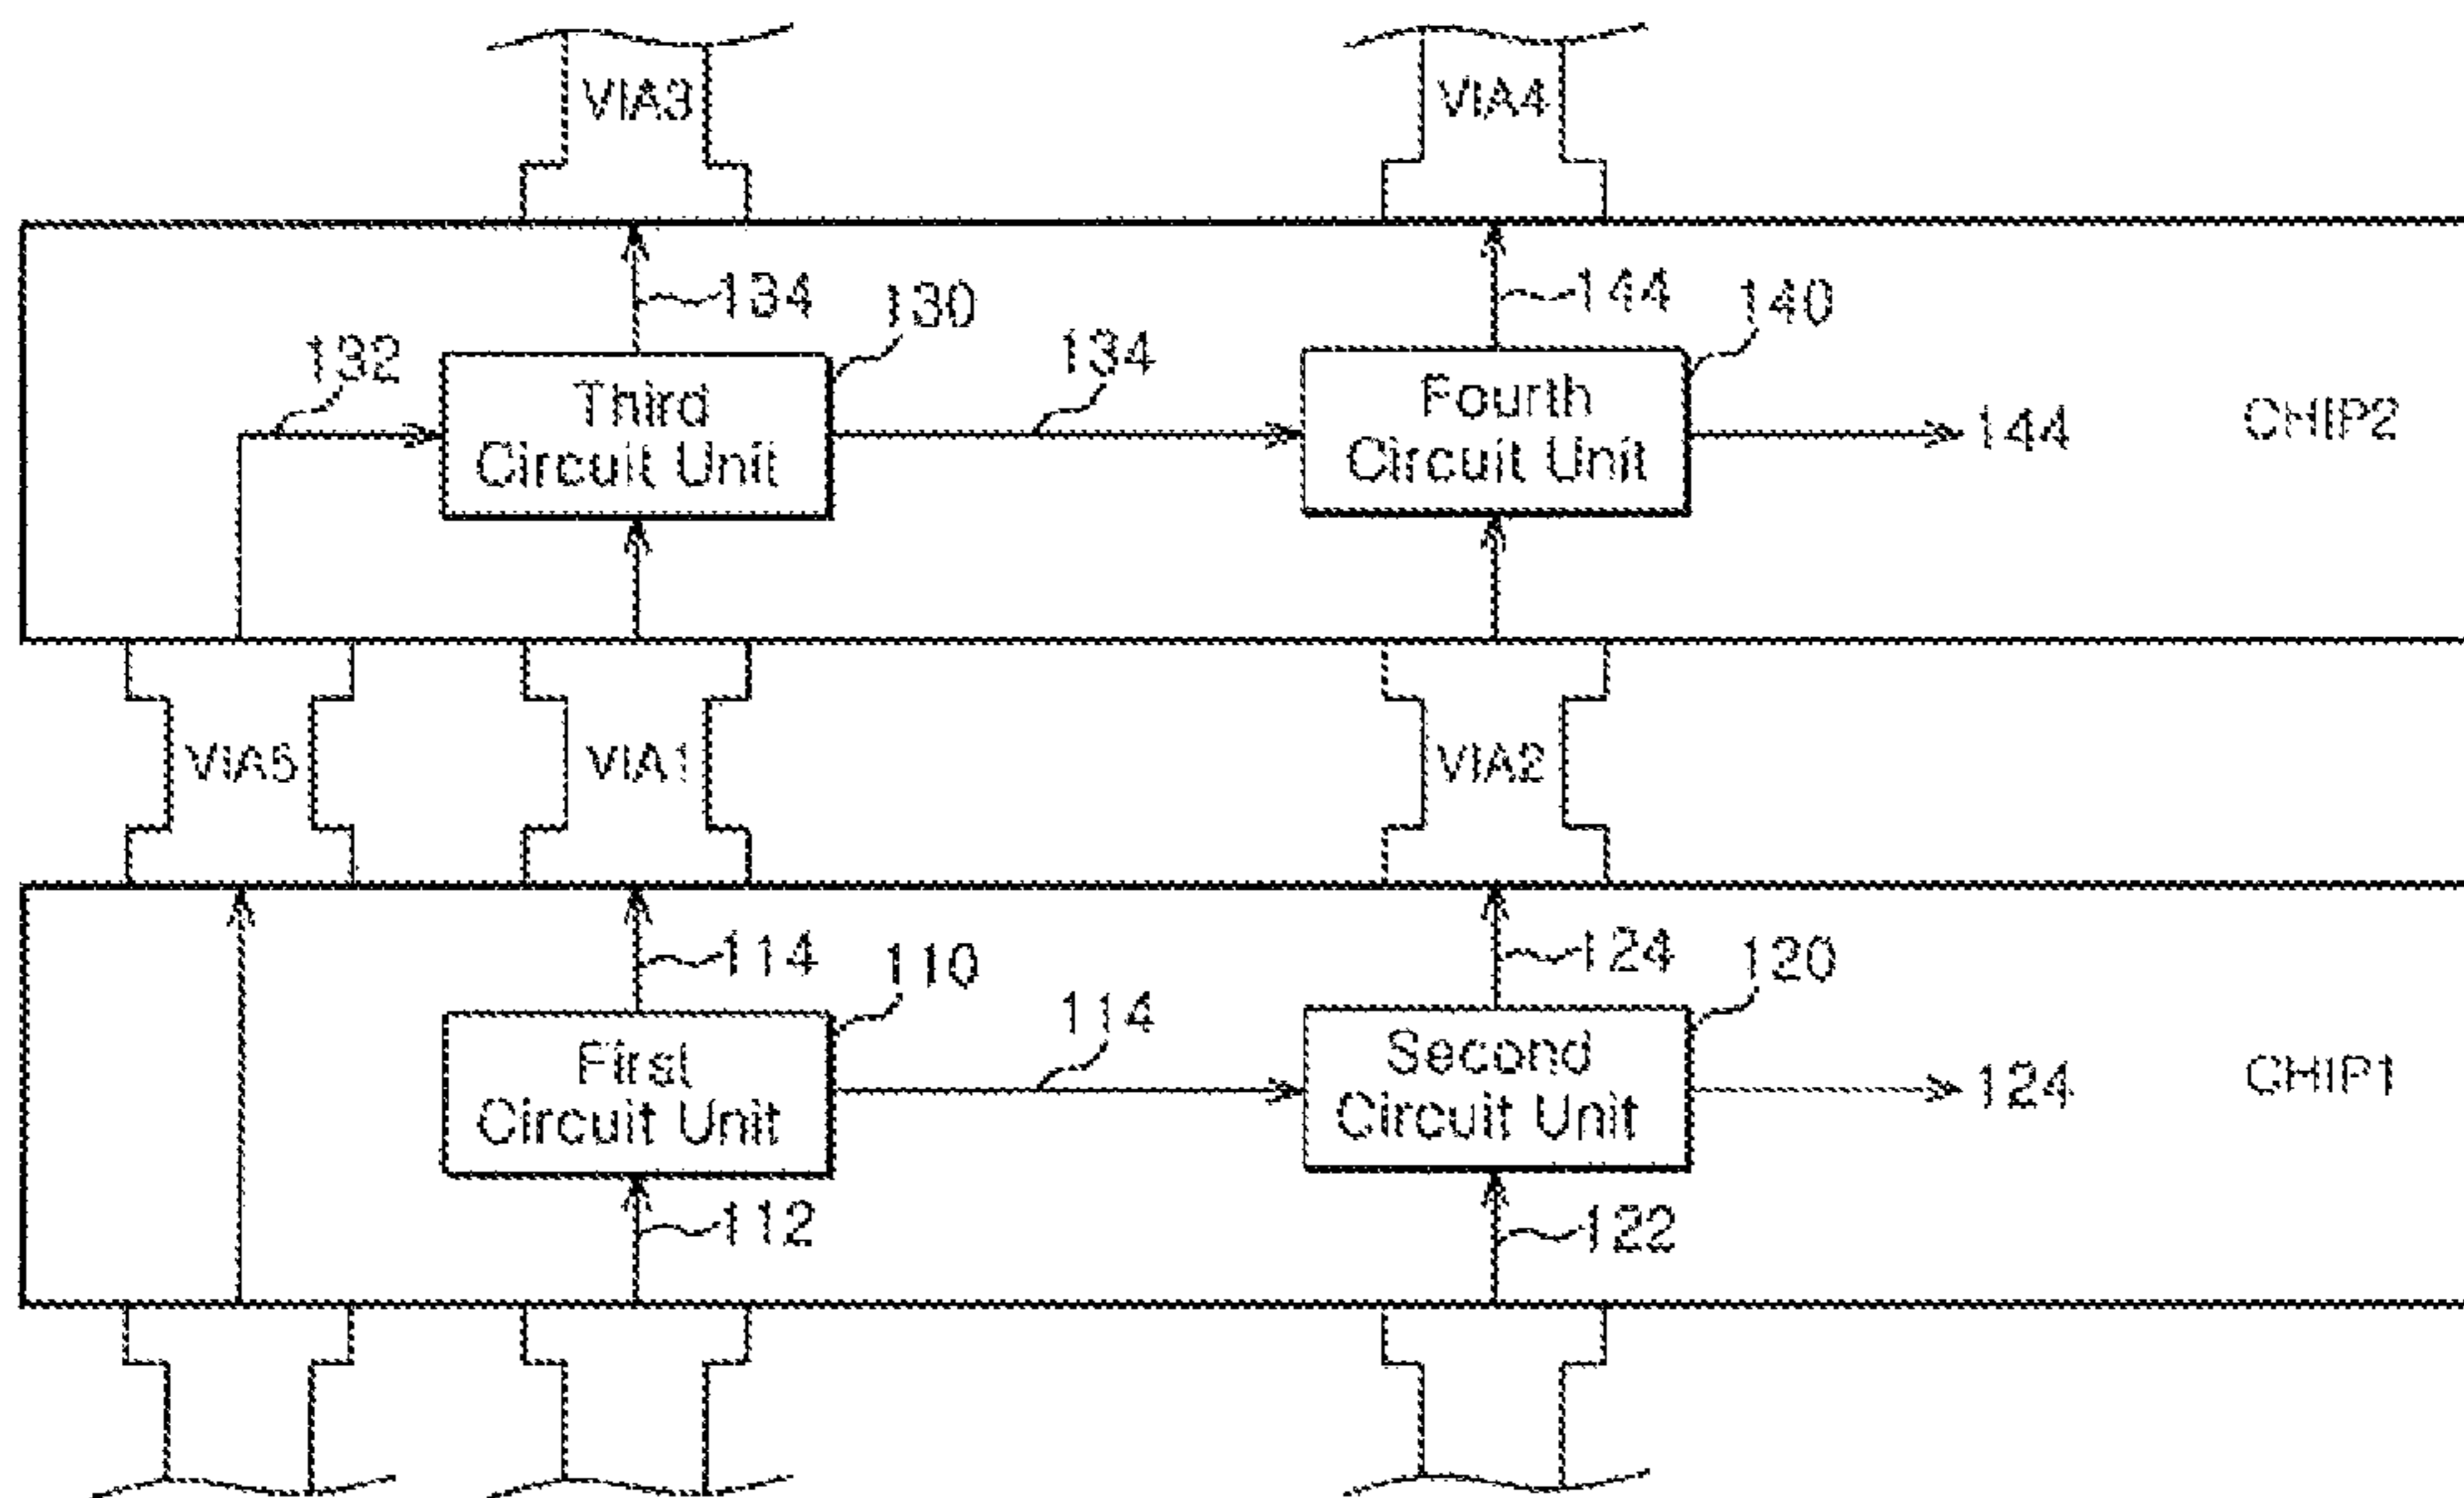 VIA3
VIA4
134
130
144
140
132
134
Third
Circuit Unit
Fourth
Circuit Unit
144
CHIP2
VIA5
VIA1
VIA2
114
110
124
120
114
First
Circuit Unit
Second
Circuit Unit
124
CHIP1
112
122